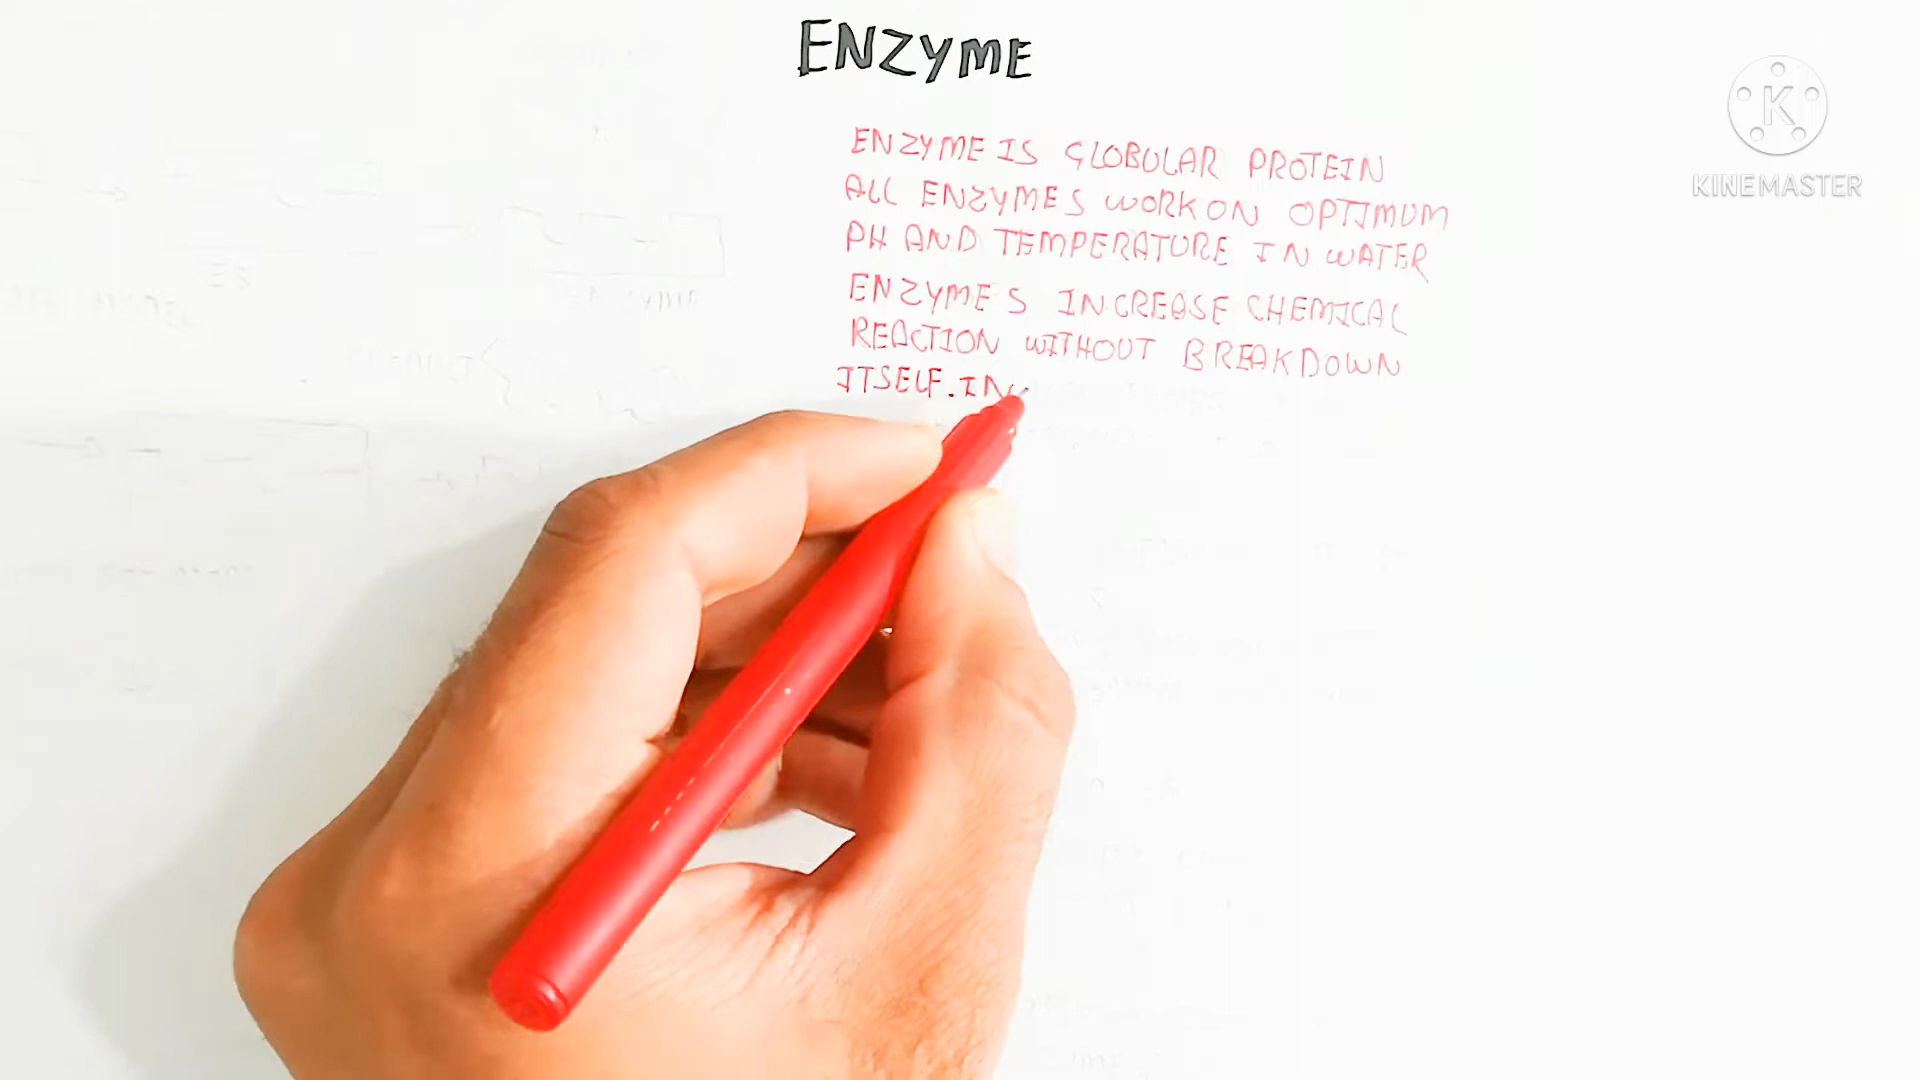 ENZYME
ENZYME IS GLOBULAR PROTEIN
ALL ENZYMES WORK ON OPTIMUM
PH AND TEMPERATURE IN WATER
ENZYMES INCREASE CHEMICAL
REACTION WITHOUT BREAKDOWN
ITSELF. IN
K
KINEMASTER